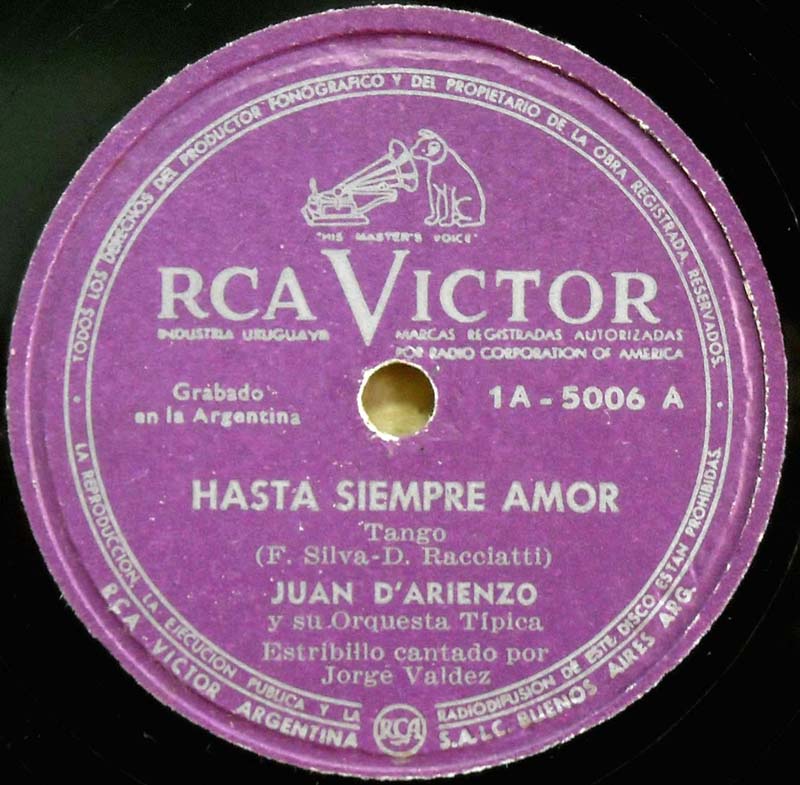 TODOS LOS DERECHOS DEL PRODUCTOR FONOGRAFICO Y DEL PROPIETARIO DE LA OBRA REGISTRADA, RESERVADOS.
"HIS MASTER'S VOICE"
RCA VICTOR
INDUSTRIA URUGUAYA
MARCAS REGISTRADAS AUTORIZADAS
POR RADIO CORPORATION OF AMERICA
Grabado
en la Argentina
1A - 5006 A
HASTA SIEMPRE AMOR
Tango
(F. Silva-D. Racciatti)
JUAN D'ARIENZO
y su Orquesta Típica
Estribillo cantado por
Jorge Valdez
LA REPRODUCCION, LA EJECUCION PUBLICA Y LA RADIODIFUSION DE ESTE DISCO ESTAN PROHIBIDAS.
RCA VICTOR ARGENTINA RCA S.A.I.C. BUENOS AIRES ARG.